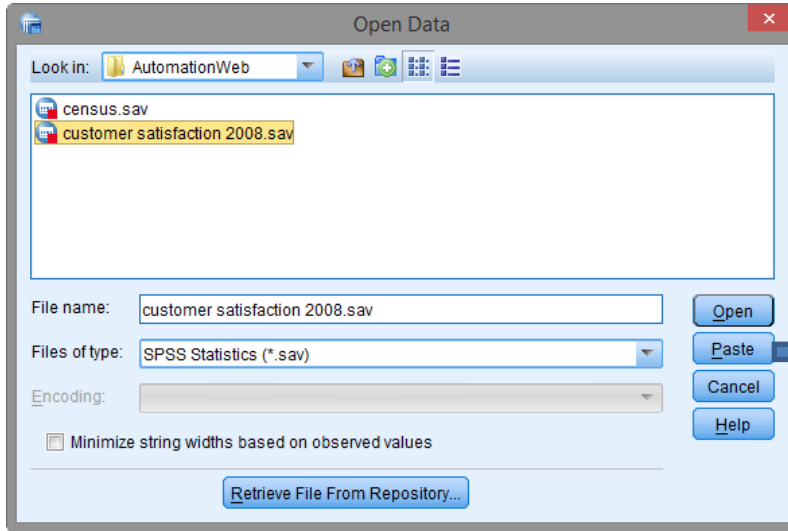 Open Data
Look in: AutomationWeb
census.sav
customer satisfaction 2008.sav
File name: customer satisfaction 2008.sav
Open
Files of type: SPSS Statistics (*.sav)
Paste
Encoding:
Cancel
Minimize string widths based on observed values
Help
Retrieve File From Repository...